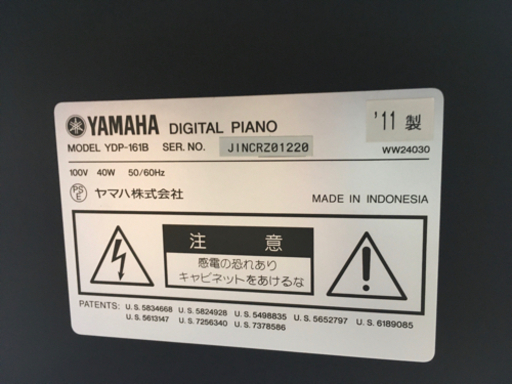 YAMAHA DIGITAL PIANO
'11 製
MODEL YDP-161B SER. NO. JINCRZ01220
WW24030
100V 40W 50/60Hz
PS E ヤマハ株式会社
MADE IN INDONESIA
注 意
感電の恐れあり
キャビネットをあけるな
PATENTS: U.S. 5834668 U.S. 5824928 U.S. 5498835 U.S. 5652797 U.S. 6189085
U.S. 5613147 U.S. 7256340 U.S. 7378586